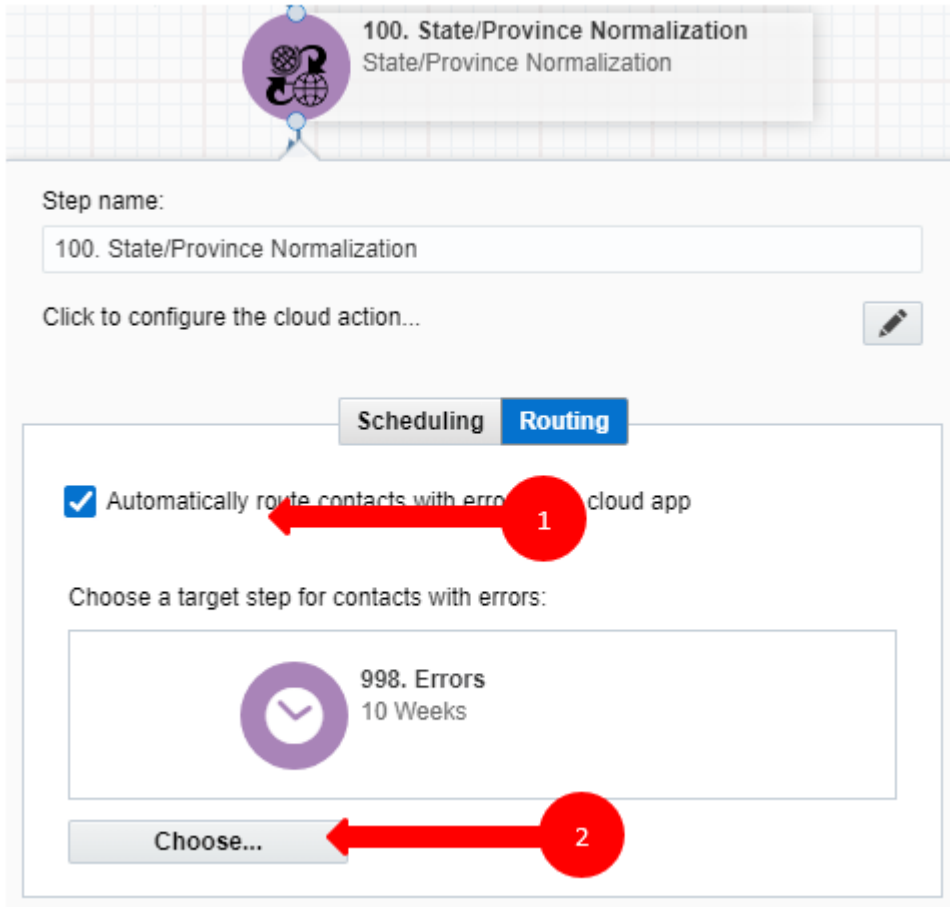 100. State/Province Normalization
State/Province Normalization
Step name:
100. State/Province Normalization
Click to configure the cloud action...
Scheduling Routing
Automatically route contacts with erro cloud app
1
Choose a target step for contacts with errors:
998. Errors
10 Weeks
Choose...
2